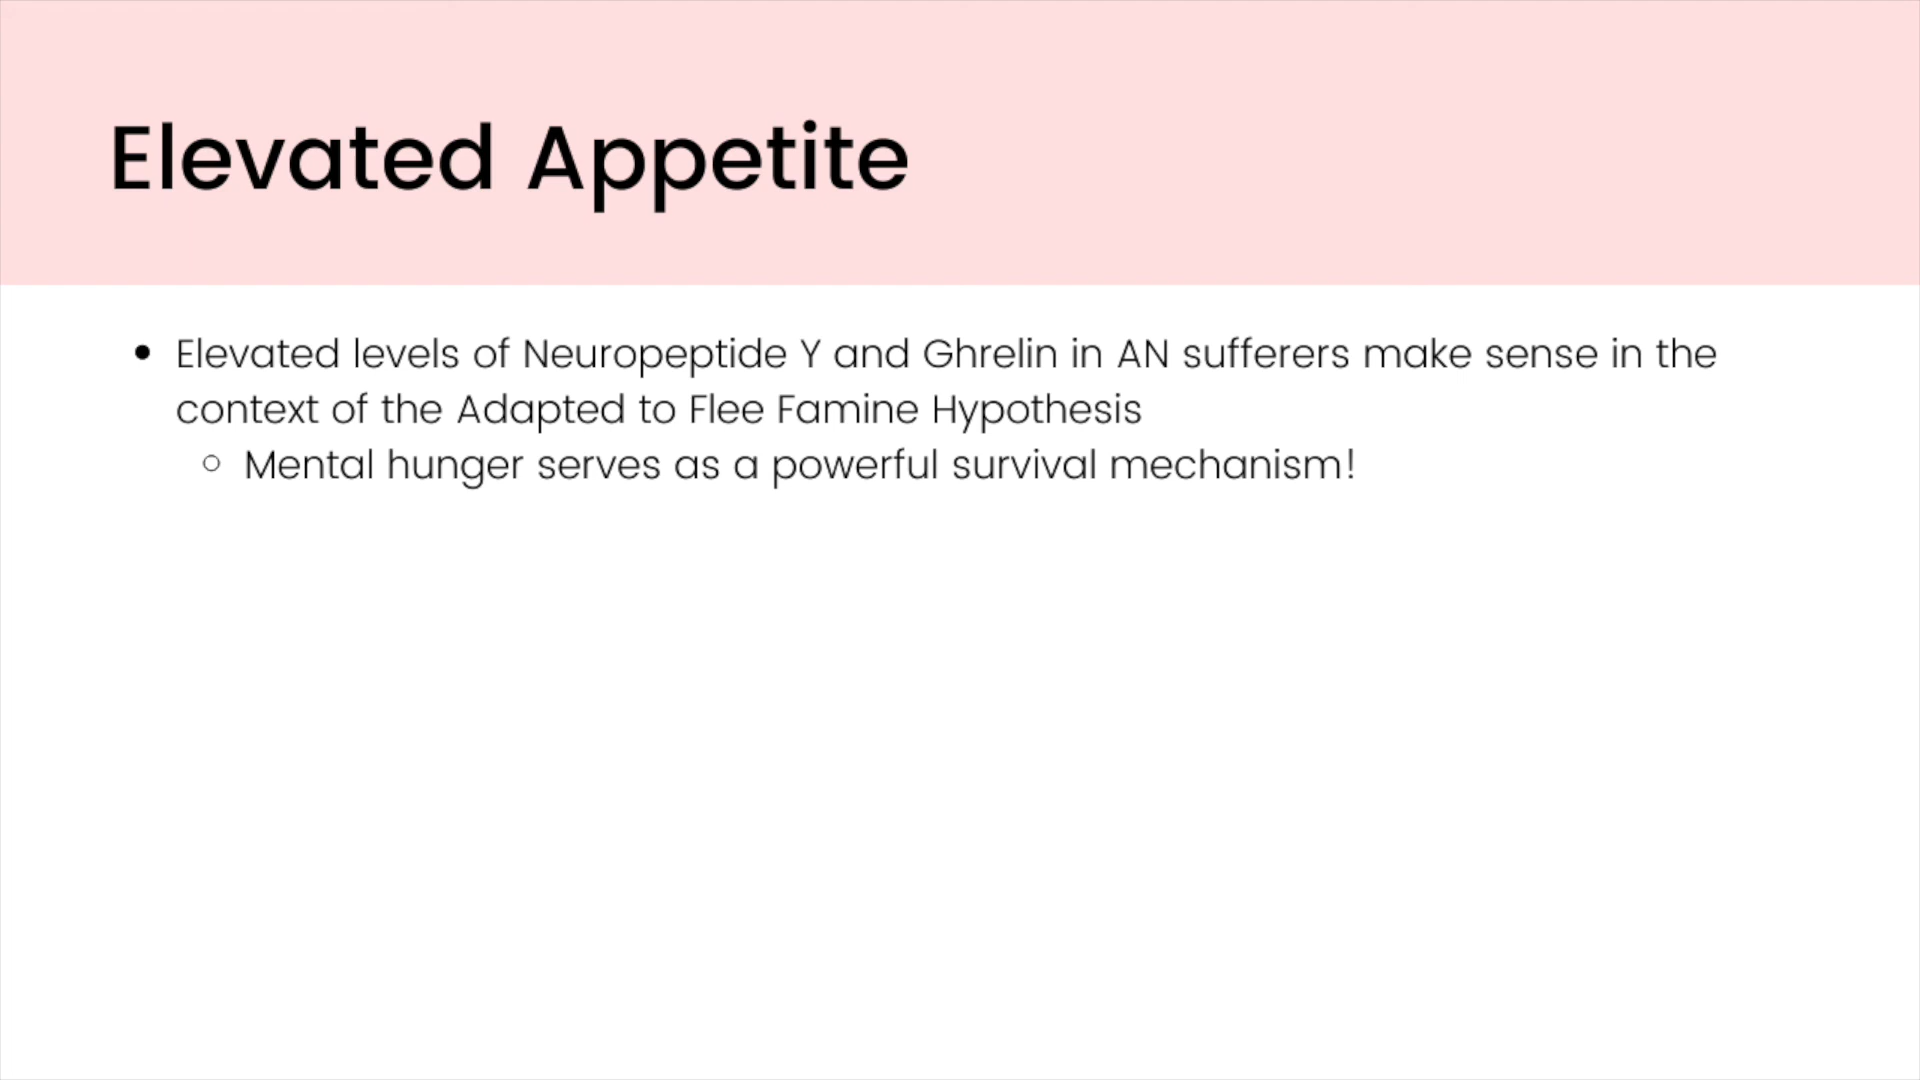 Elevated Appetite
• Elevated levels of Neuropeptide Y and Ghrelin in AN sufferers make sense in the
context of the Adapted to Flee Famine Hypothesis
○ Mental hunger serves as a powerful survival mechanism!